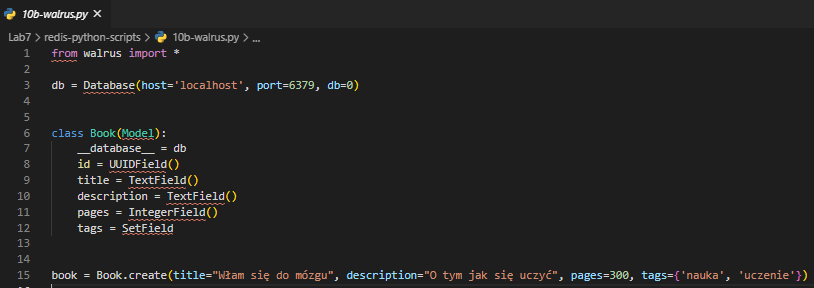 10b-walrus.py ×
Lab7 > redis-python-scripts > 10b-walrus.py > ...
1 from walrus import *
2
3 db = Database(host='localhost', port=6379, db=0)
4
5
6 class Book(Model):
7     __database__ = db
8     id = UUIDField()
9     title = TextField()
10     description = TextField()
11     pages = IntegerField()
12     tags = SetField
13
14
15 book = Book.create(title="Włam się do mózgu", description="O tym jak się uczyć", pages=300, tags={'nauka', 'uczenie'})